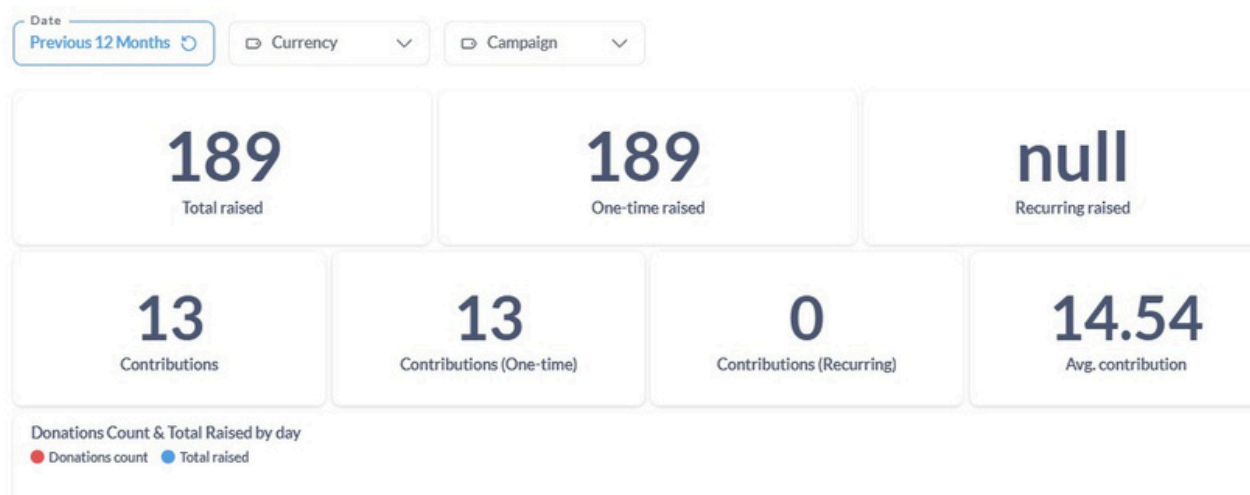 Date
Previous 12 Months
Currency
Campaign
189
Total raised
189
One-time raised
null
Recurring raised
13
Contributions
13
Contributions (One-time)
0
Contributions (Recurring)
14.54
Avg. contribution
Donations Count & Total Raised by day
Donations count
Total raised